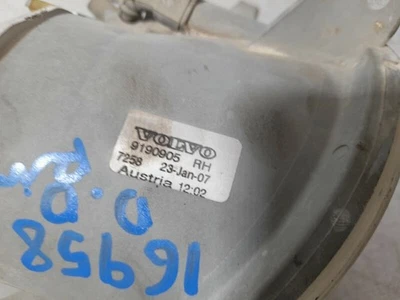 VOLVO
9190905 RH
7258 23-Jan-07
Austria 12:02
D.D
16958